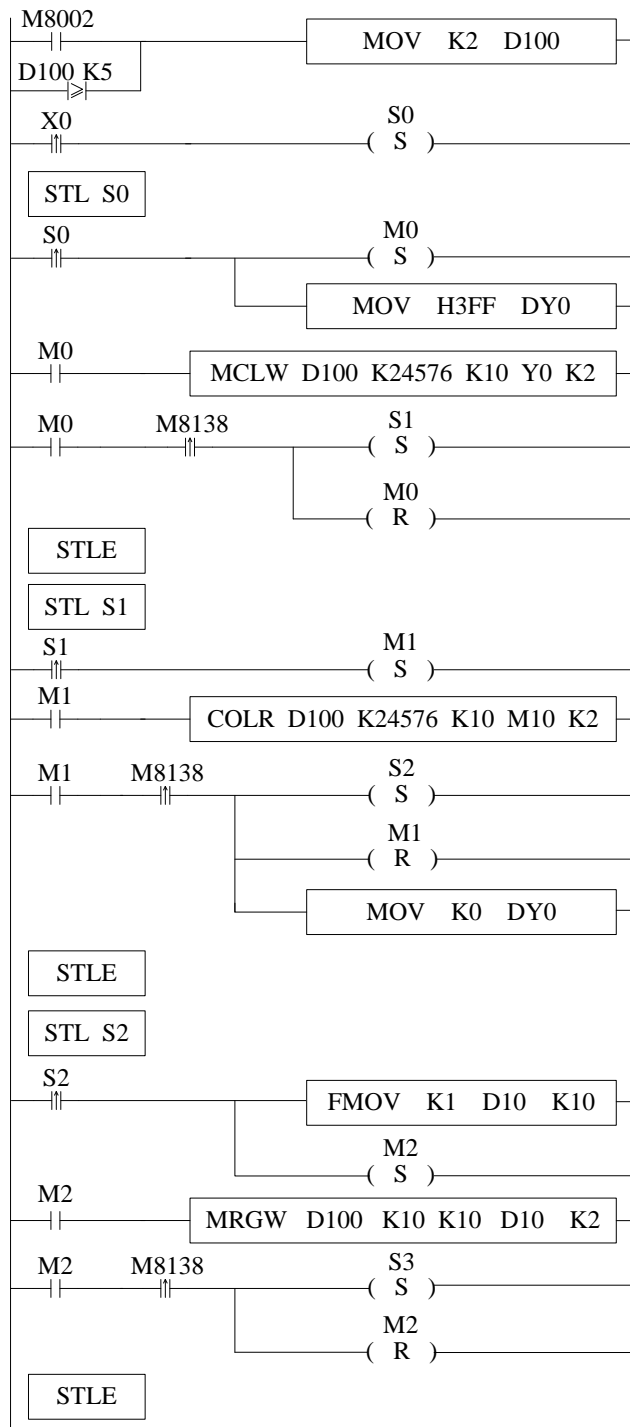 M8002
MOV K2 D100
D100 K5
≥
X0 S0
( S )
STL S0
S0 M0
( S )
MOV H3FF DY0
M0
MCLW D100 K24576 K10 Y0 K2
M0 M8138 S1
( S )
M0
( R )
STLE
STL S1
S1 M1
( S )
M1
COLR D100 K24576 K10 M10 K2
M1 M8138 S2
( S )
M1
( R )
MOV K0 DY0
STLE
STL S2
S2
FMOV K1 D10 K10
M2
( S )
M2
MRGW D100 K10 K10 D10 K2
M2 M8138 S3
( S )
M2
( R )
STLE